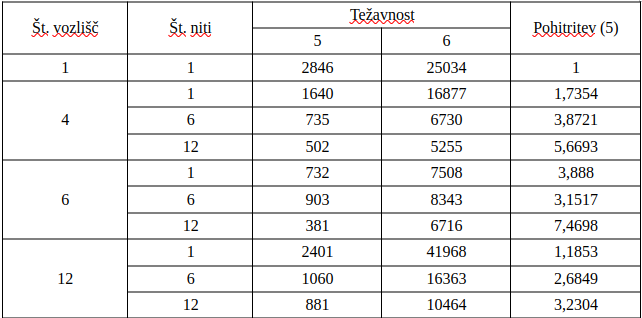 Št. vozlišč Št. niti Težavnost Pohitritev (5)
5 6
1 1 2846 25034 1
4 1 1640 16877 1,7354
6 735 6730 3,8721
12 502 5255 5,6693
6 1 732 7508 3,888
6 903 8343 3,1517
12 381 6716 7,4698
12 1 2401 41968 1,1853
6 1060 16363 2,6849
12 881 10464 3,2304